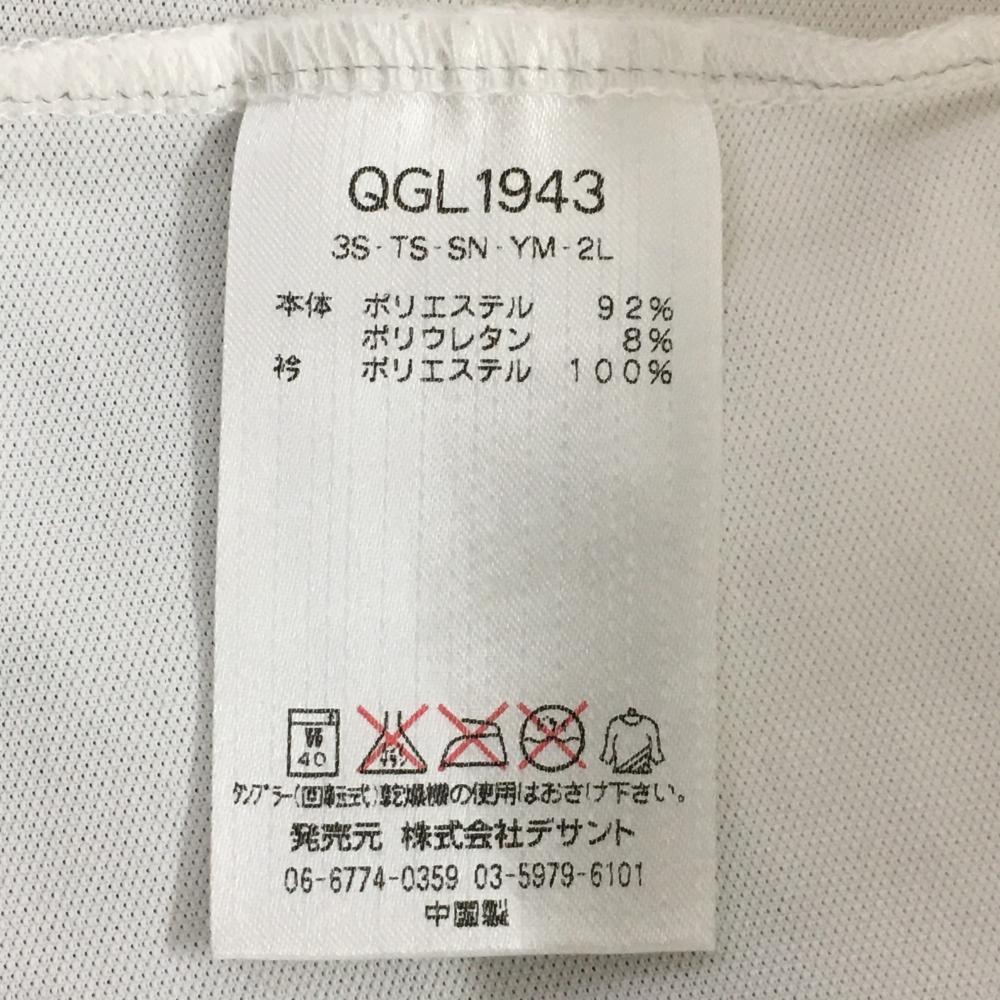 QGL1943
3S-TS-SN-YM-2L
本体 ポリエステル 92%
ポリウレタン 8%
衿 ポリエステル 100%
40
タンブラー(回転式)乾燥機の使用はおさけ下さい。
発売元 株式会社デサント
06-6774-0359 03-5979-6101
中国製